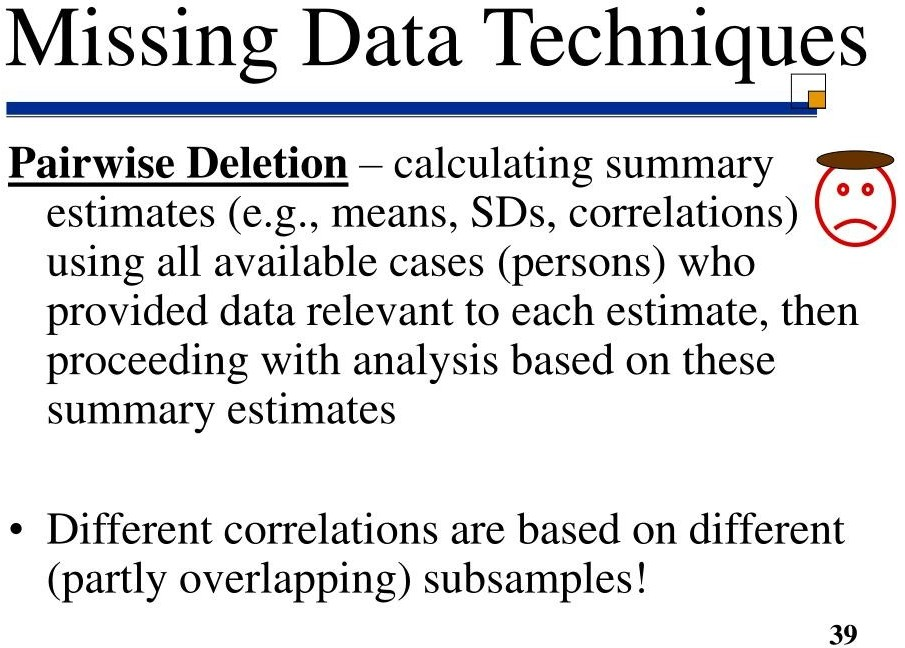 Missing Data Techniques
Pairwise Deletion – calculating summary
estimates (e.g., means, SDs, correlations)
using all available cases (persons) who
provided data relevant to each estimate, then
proceeding with analysis based on these
summary estimates
• Different correlations are based on different
(partly overlapping) subsamples!
39